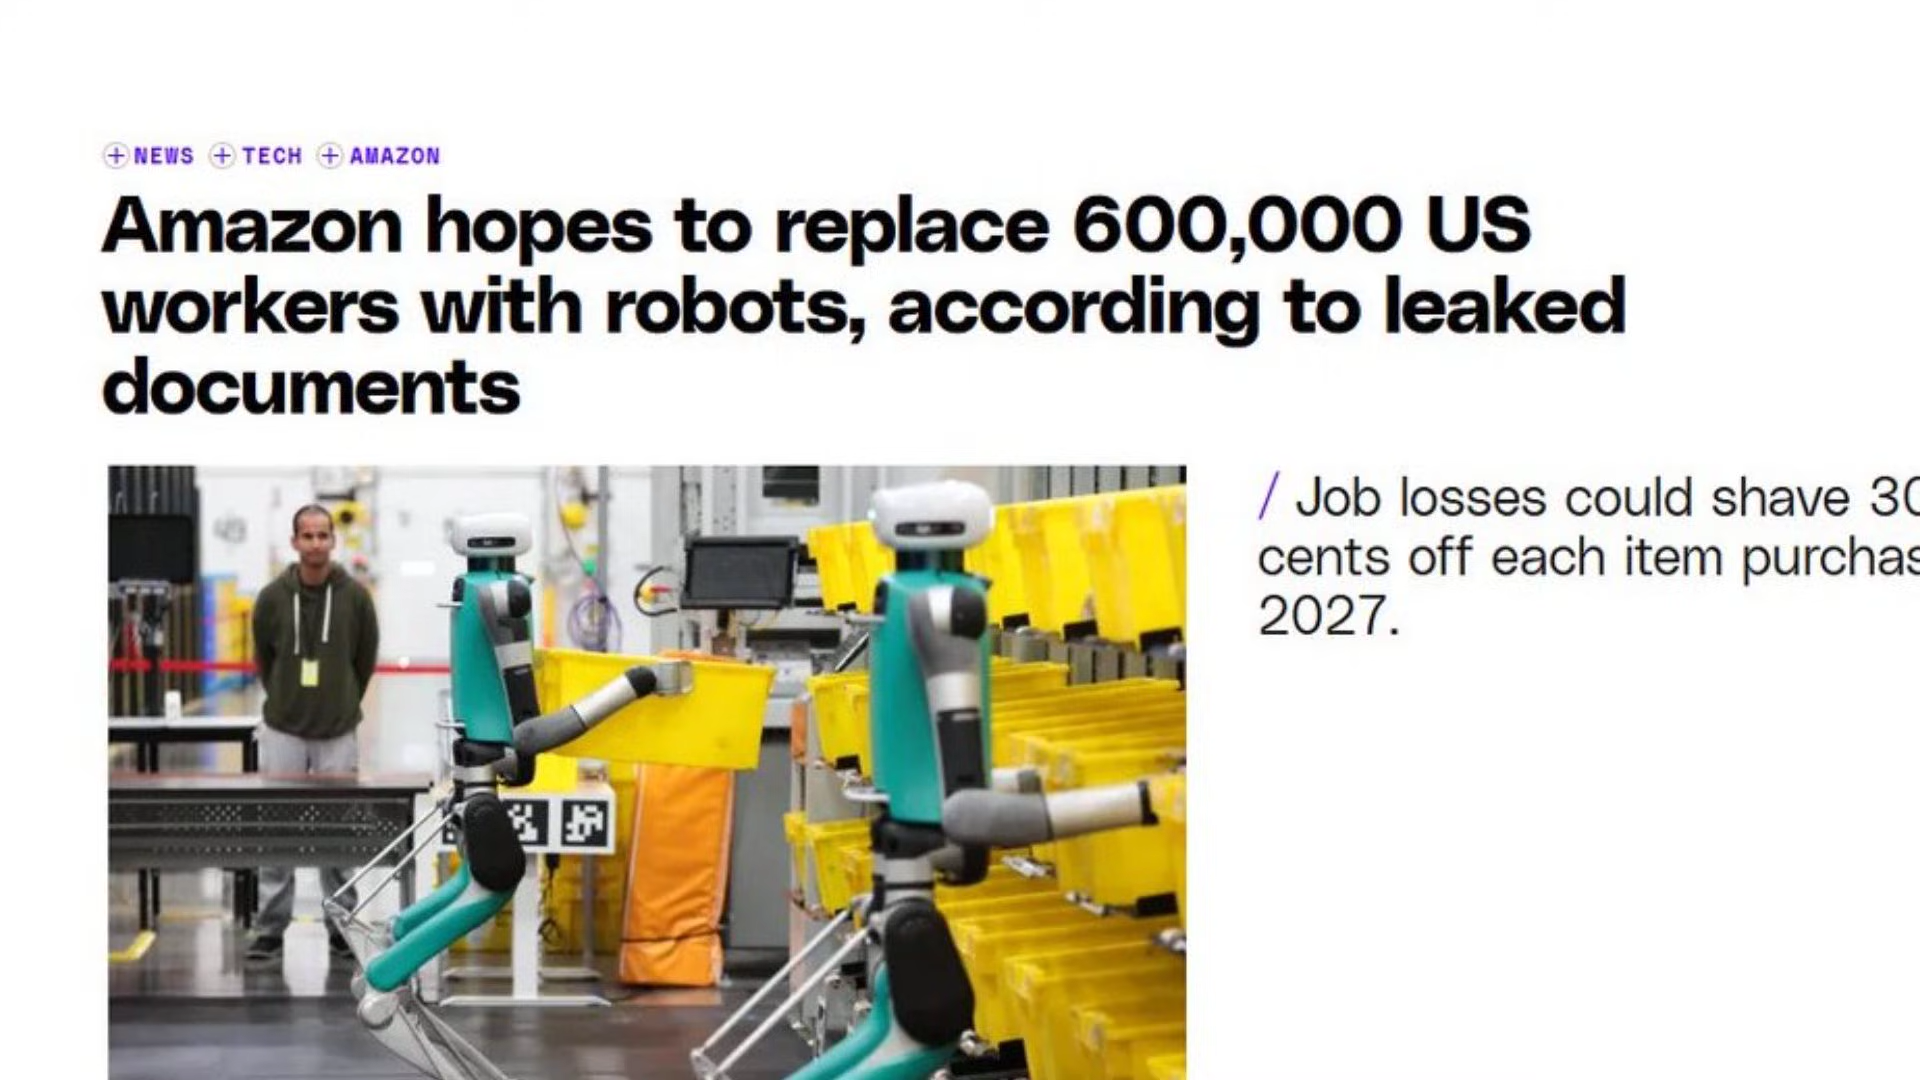 NEWS TECH AMAZON
Amazon hopes to replace 600,000 US
workers with robots, according to leaked
documents
/ Job losses could shave 30
cents off each item
2027.